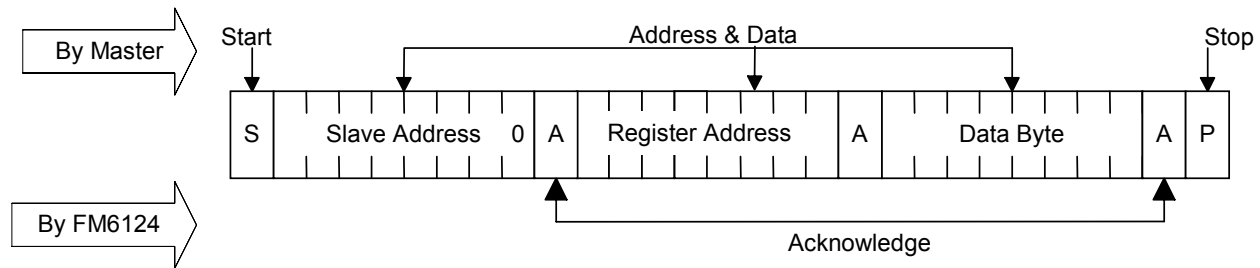 By Master
Start
Address & Data
Stop
S Slave Address 0 A Register Address A Data Byte A P
By FM6124
Acknowledge